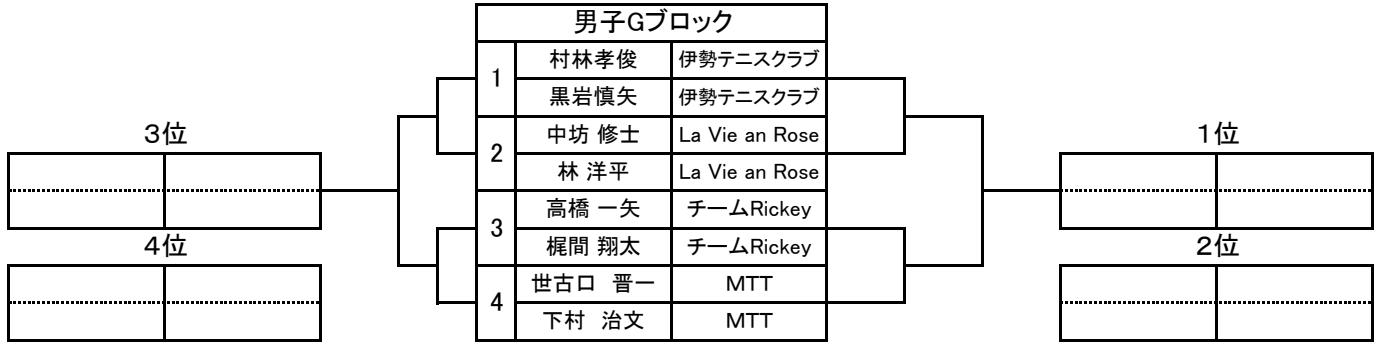 男子Gブロック
1 村林孝俊 伊勢テニスクラブ
黒岩慎矢 伊勢テニスクラブ
2 中坊 修士 La Vie an Rose
林 洋平 La Vie an Rose
3 高橋 一矢 チームRickey
梶間 翔太 チームRickey
4 世古口　晋一 MTT
下村　治文 MTT
3位
4位
1位
2位